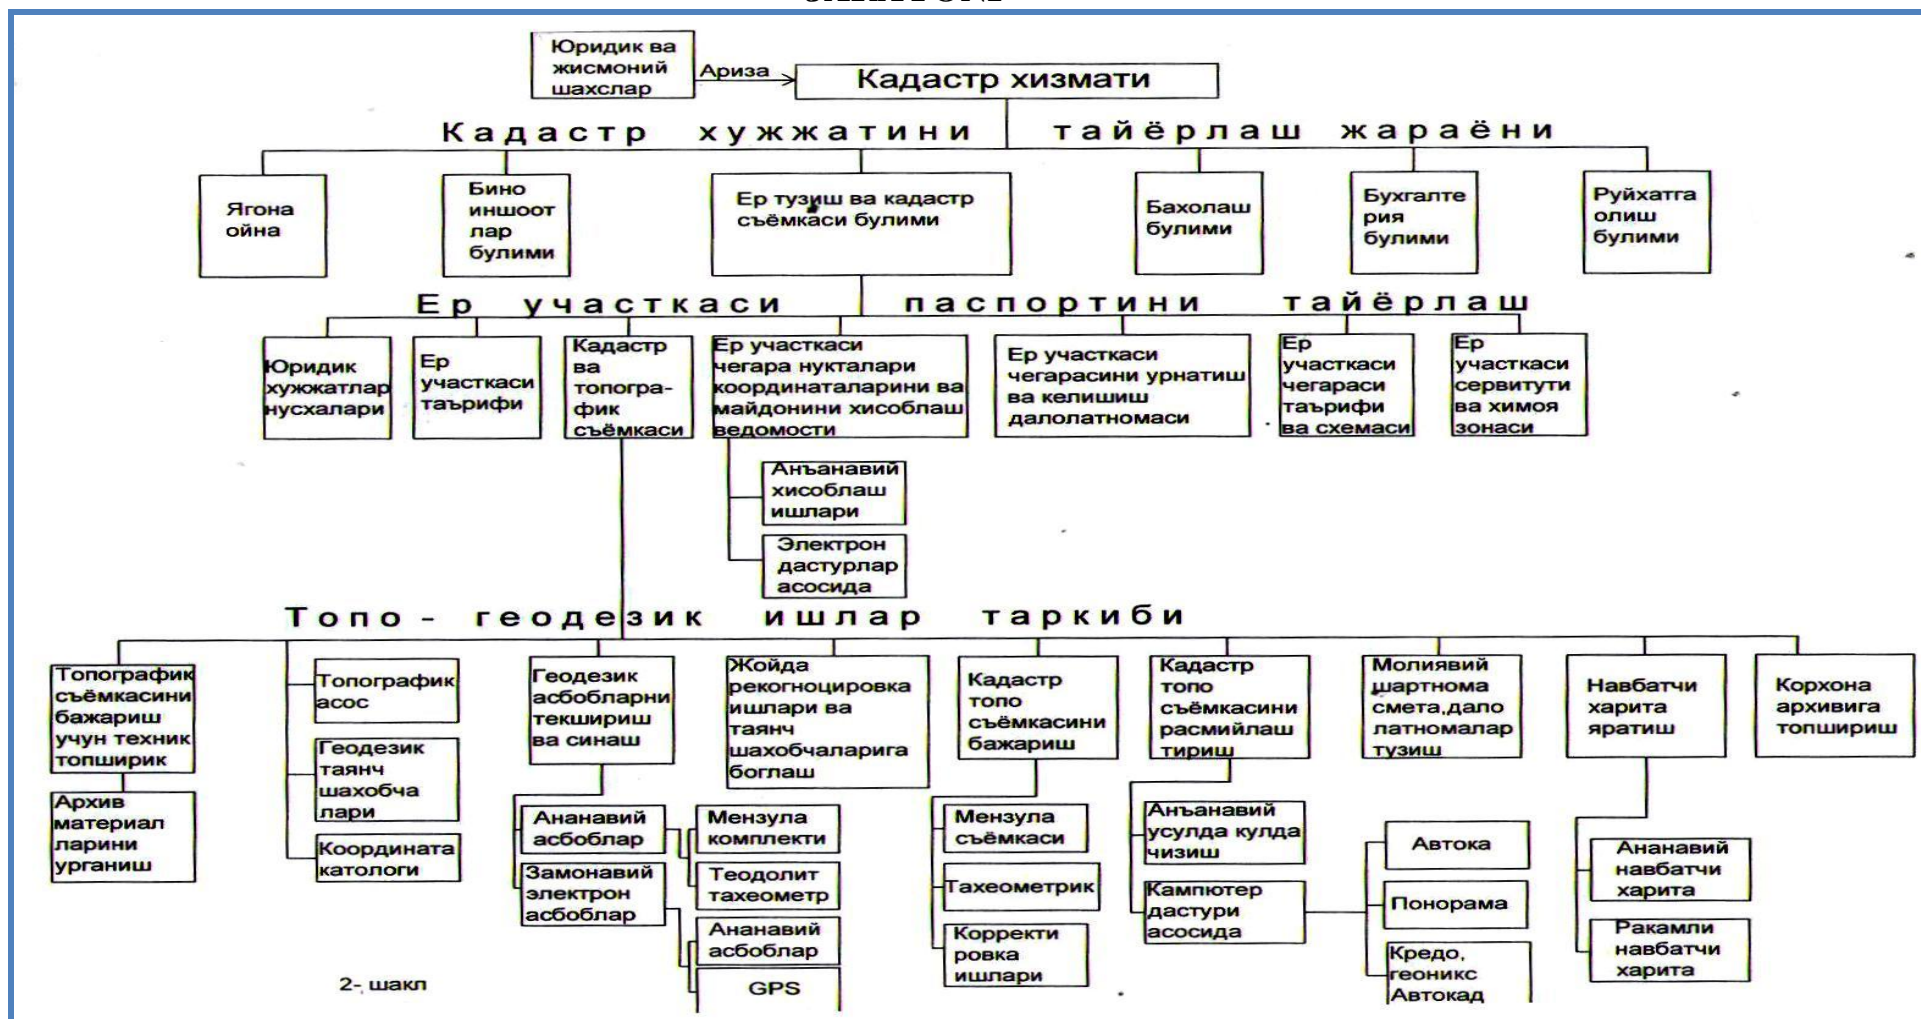 Юридик ва
жисмоний
шахслар
Ариза
Кадастр хизмати
Кадастр хужжатини тайёрлаш жараёни
Ягона
ойна
Бино
иншоот
лар
булими
Ер тузиш ва кадастр
съёмкаси булими
Бахолаш
булими
Бухгалте
рия
булими
Руйхатга
олиш
булими
Ер участкаси паспортини тайёрлаш
Юридик
хужжатлар
нусхалари
Ер
участкаси
таърифи
Кадастр
ва
топогра-
фик
съёмкаси
Ер участкаси
чегара нукталари
координаталарини ва
майдонини хисоблаш
ведомости
Ер участкаси
чегарасини урнатиш
ва келишиш
далолатномаси
Ер
участкаси
чегараси
таърифи
ва схемаси
Ер
участкаси
сервитути
ва химоя
зонаси
Анъанавий
хисоблаш
ишлари
Электрон
дастурлар
асосида
Топо - геодезик ишлар таркиби
Топографик
съёмкасини
бажариш
учун техник
топширик
Архив
материал
ларини
урганиш
Топографик
асос
Геодезик
таянч
шахобча
лари
Координата
катологи
Геодезик
асбобларни
текшириш
ва синаш
Ананавий
асбоблар
Замонавий
электрон
асбоблар
Мензула
комплекти
Теодолит
тахеометр
Ананавий
асбоблар
GPS
Жойда
рекогноцировка
ишлари ва
таянч
шахобчаларига
боглаш
Кадастр
топо
съёмкасини
бажариш
Мензула
съёмкаси
Тахеометрик
Корректи
ровка
ишлари
Кадастр
топо
съёмкасини
расмийлаш
тириш
Анъанавий
усулда кулда
чизиш
Кампютер
дастури
асосида
Автока
Понорама
Кредо,
геоникс
Автокад
Молиявий
шартнома
смета,дало
латномалар
тузиш
Навбатчи
харита
яратиш
Ананавий
навбатчи
харита
Ракамли
навбатчи
харита
Корхона
архивига
топшириш
2- шакл